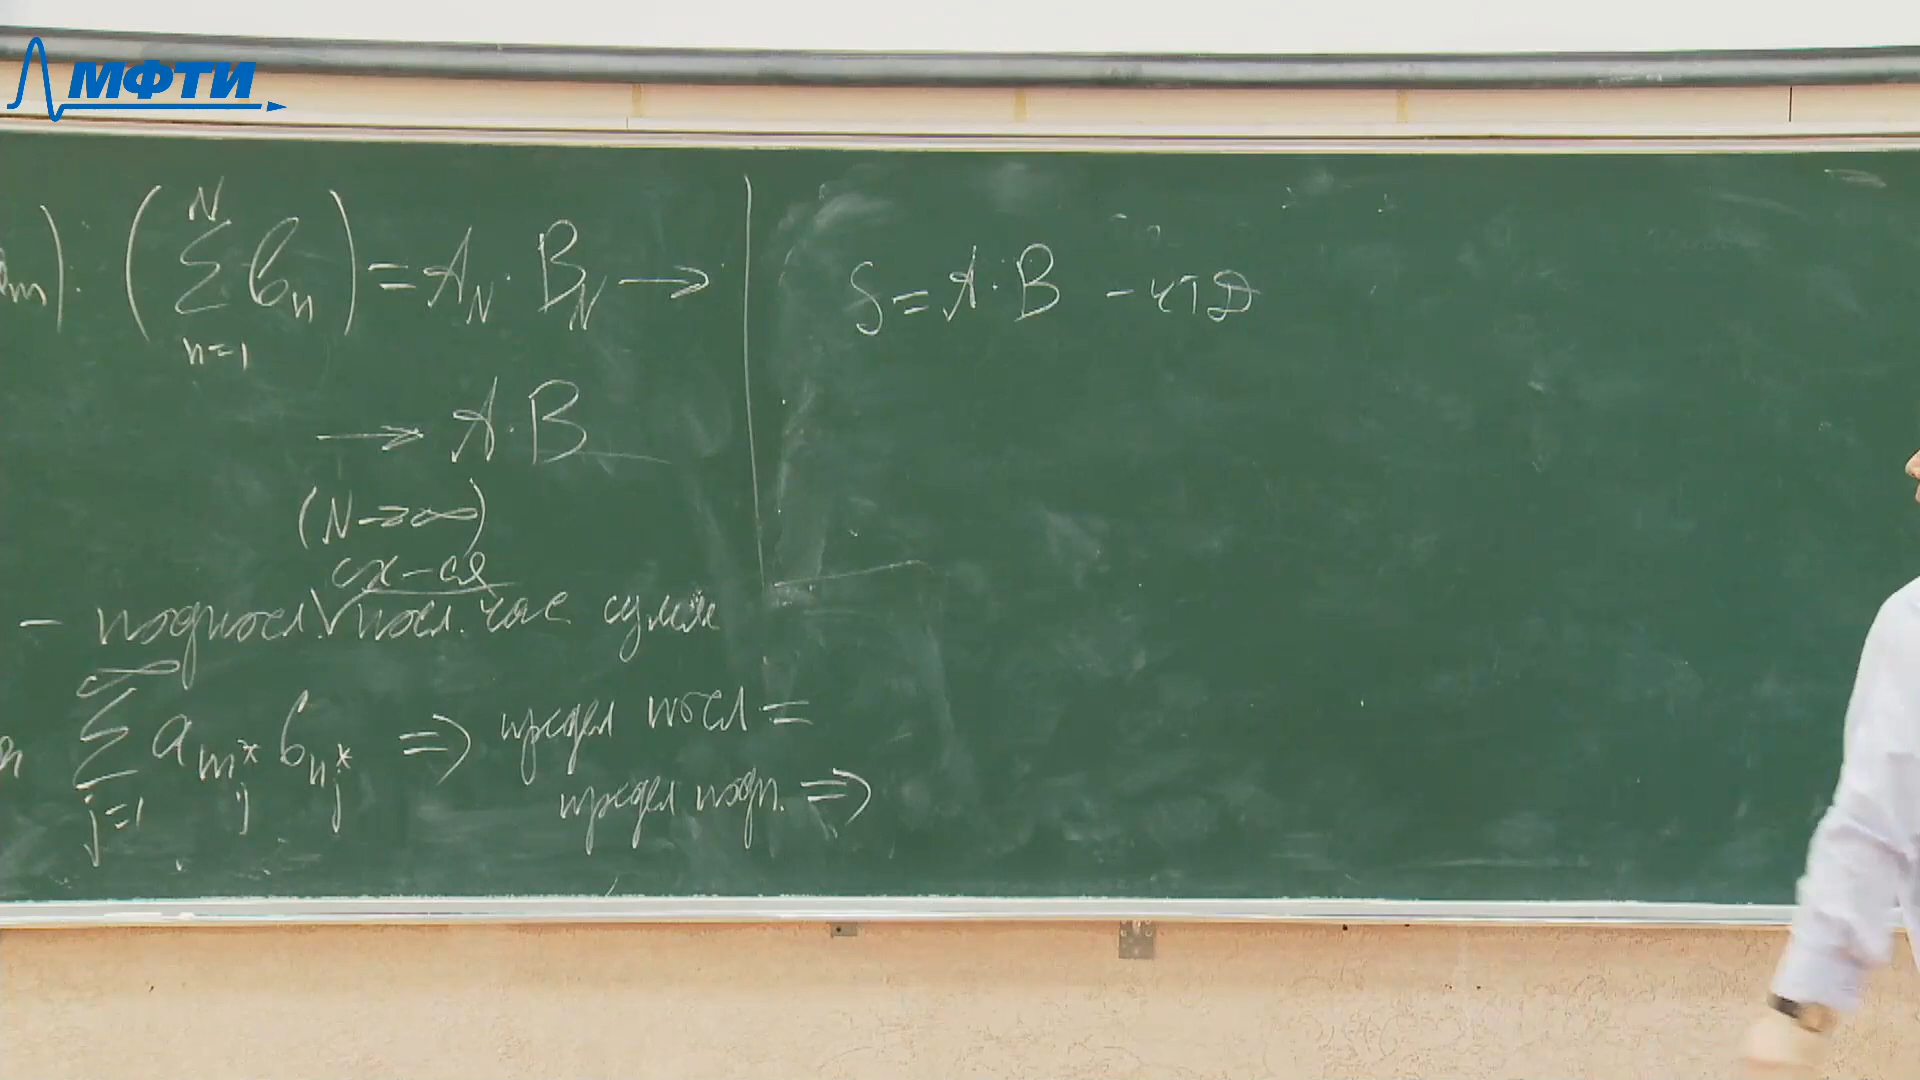 МФТИ
a_m) · (∑_{n=1}^{N} b_n) = A_N · B_N →
→ A · B
(N→∞)
сх-ся
– подпосл. √ посл. час сумм
∑_{j=1}^{∞} a_{m_j^*} b_{n_j^*} ⇒ предел посл =
предел подп. ⇒
S = A · B – чтд